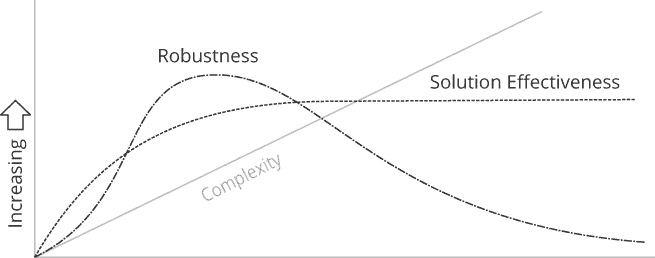 Robustness
Solution Effectiveness
Complexity
Increasing